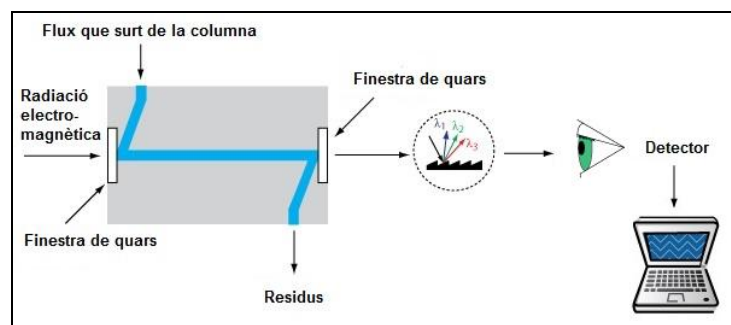 Flux que surt de la columna
Radiació
electro-
magnètica
Finestra de quars
λ1
λ2
λ3
Detector
Finestra de quars
Residus